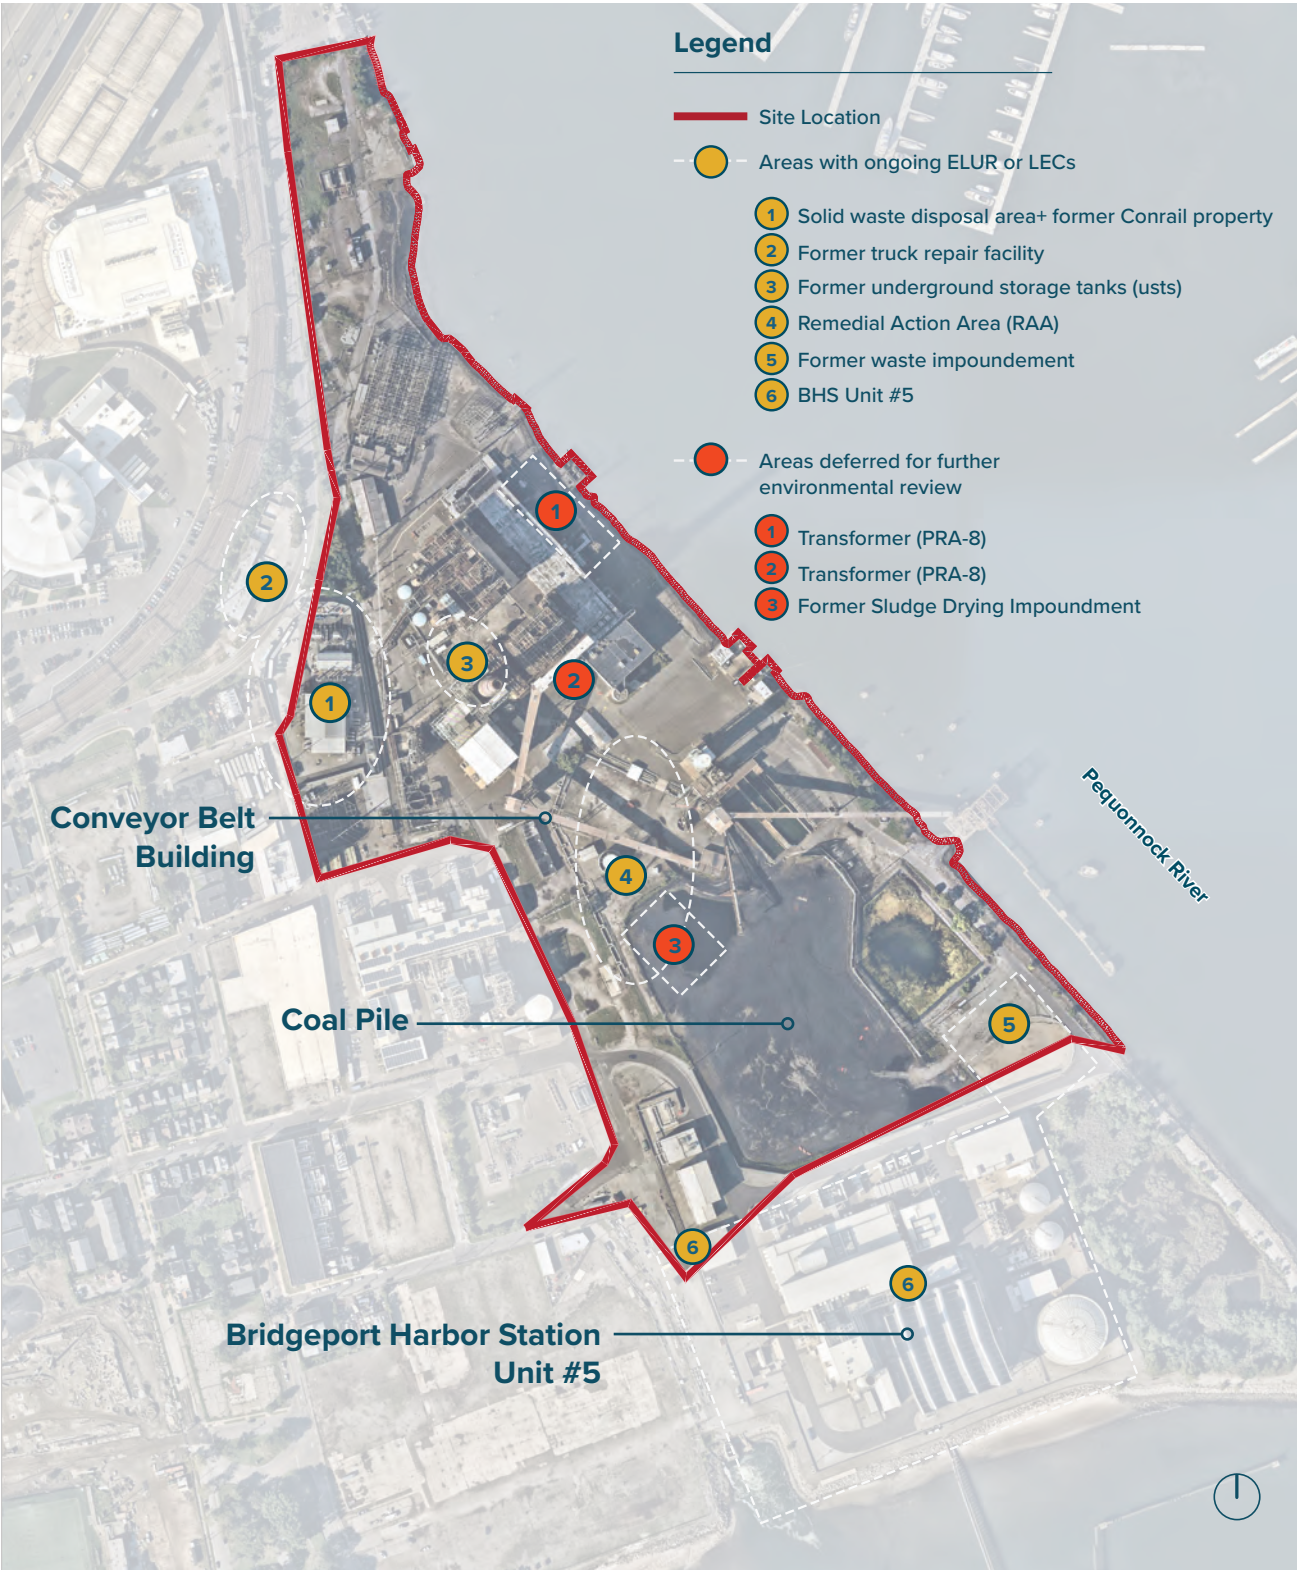 Legend
Site Location
Areas with ongoing ELUR or LECs
1 Solid waste disposal area+ former Conrail property
2 Former truck repair facility
3 Former underground storage tanks (usts)
4 Remedial Action Area (RAA)
5 Former waste impoundement
6 BHS Unit #5
Areas deferred for further
environmental review
1 Transformer (PRA-8)
2 Transformer (PRA-8)
3 Former Sludge Drying Impoundment
1
2
3
2
1
Pequonnock River
Conveyor Belt
Building
4
3
Coal Pile
5
6
6
Bridgeport Harbor Station
Unit #5